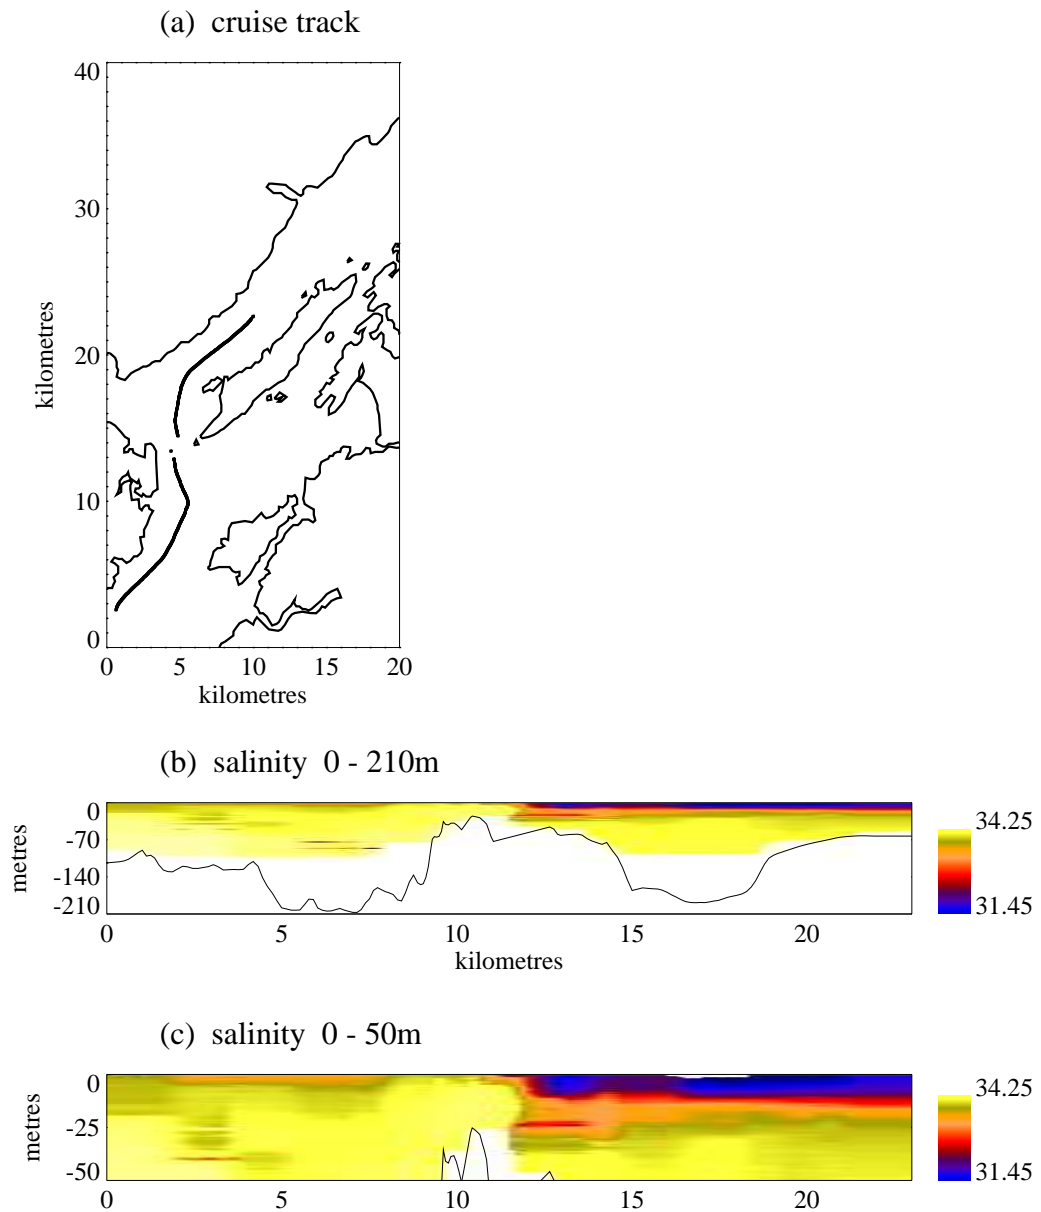 (a) cruise track
40
30
20
10
0
kilometres
0 5 10 15 20
kilometres
(b) salinity 0 - 210m
0
-70
-140
-210
metres
34.25
31.45
0 5 10 15 20
kilometres
(c) salinity 0 - 50m
0
-25
-50
metres
34.25
31.45
0 5 10 15 20